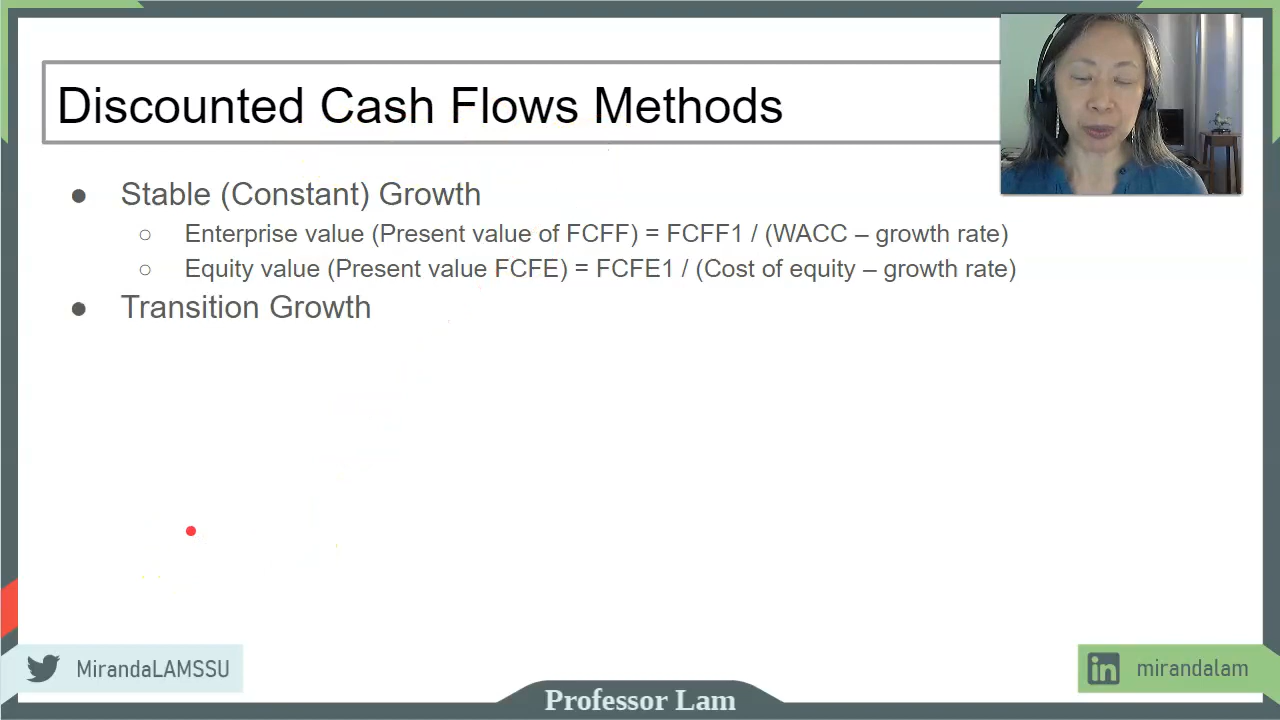 Discounted Cash Flows Methods
● Stable (Constant) Growth
○ Enterprise value (Present value of FCFF) = FCFF1 / (WACC – growth rate)
○ Equity value (Present value FCFE) = FCFE1 / (Cost of equity – growth rate)
● Transition Growth
MirandaLAMSSU
in mirandalam
Professor Lam